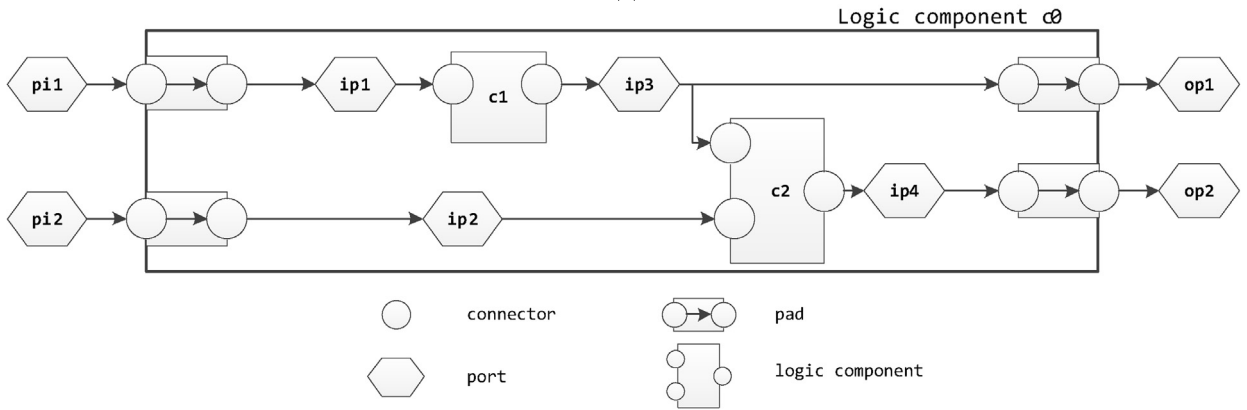 Logic component c0
pi1
ip1
c1
ip3
op1
c2
pi2
ip2
ip4
op2
connector
pad
port
logic component